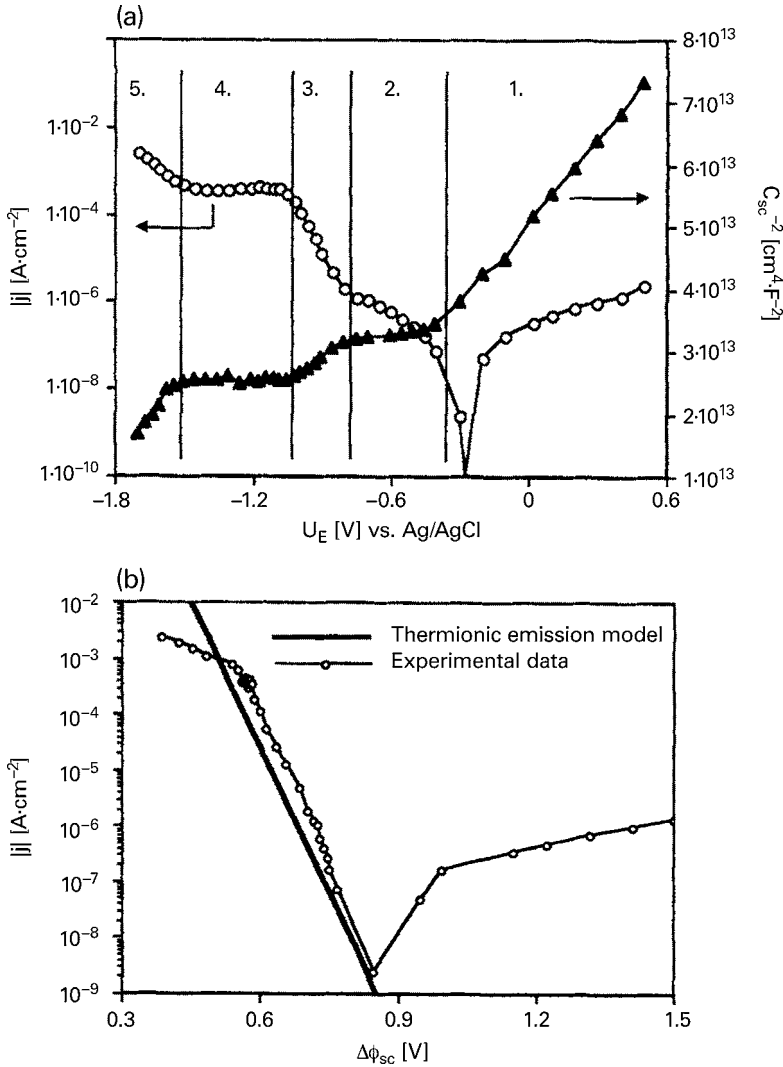 (a)
5. 4. 3. 2. 1.
8·10¹³
7·10¹³
6·10¹³
5·10¹³
4·10¹³
3·10¹³
2·10¹³
1·10¹³
C_sc⁻² [cm⁴·F⁻²]
1·10⁻²
1·10⁻⁴
1·10⁻⁶
1·10⁻⁸
1·10⁻¹⁰
|j| [A·cm⁻²]
–1.8 –1.2 –0.6 0 0.6
U_E [V] vs. Ag/AgCl
(b)
10⁻²
10⁻³
10⁻⁴
10⁻⁵
10⁻⁶
10⁻⁷
10⁻⁸
10⁻⁹
|j| [A·cm⁻²]
Thermionic emission model
Experimental data
0.3 0.6 0.9 1.2 1.5
Δϕ_sc [V]